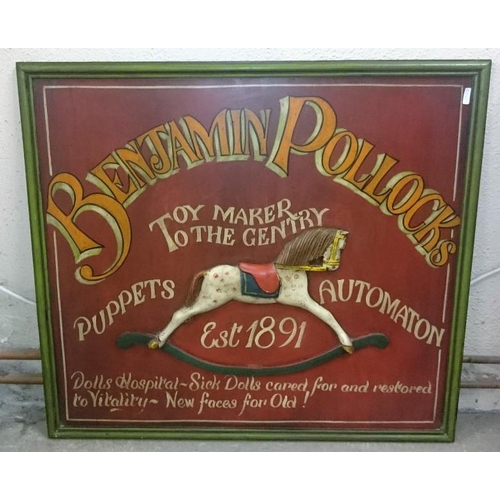 BENJAMIN POLLOCKS
TOY MAKER
TO THE GENTRY
PUPPETS
AUTOMATON
Est 1891
Dolls Hospital - Sick Dolls cared for and restored
to Vitality - New faces for Old!